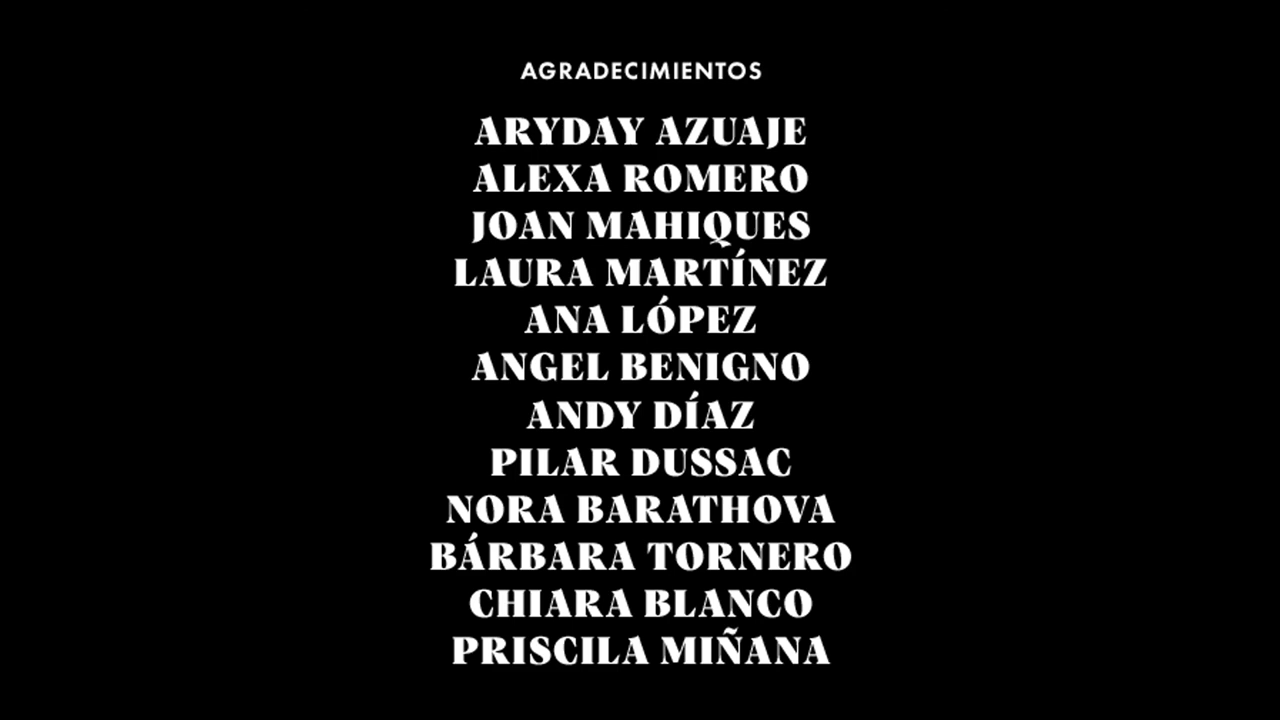 AGRADECIMIENTOS
ARYDAY AZUAJE
ALEXA ROMERO
JOAN MAHIQUES
LAURA MARTÍNEZ
ANA LÓPEZ
ANGEL BENIGNO
ANDY DÍAZ
PILAR DUSSAC
NORA BARATHOVA
BÁRBARA TORNERO
CHIARA BLANCO
PRISCILA MIÑANA